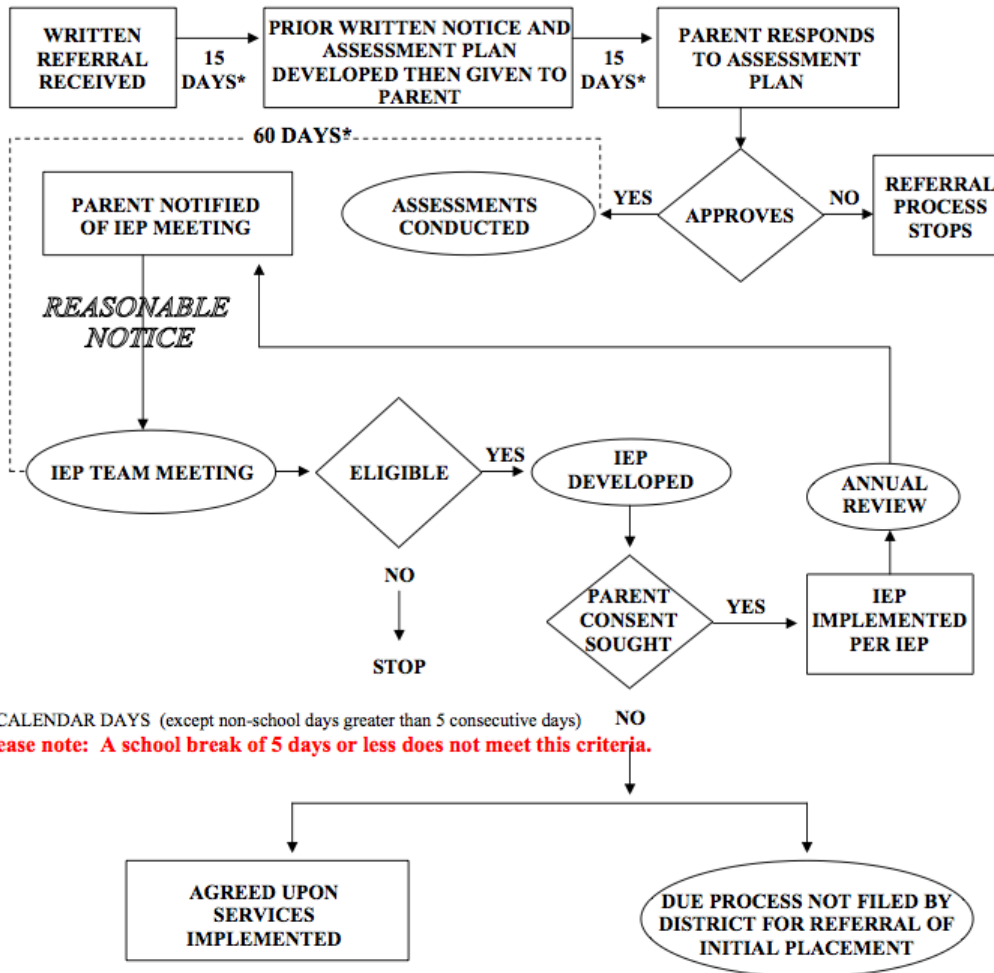 WRITTEN
REFERRAL
RECEIVED
15
DAYS*
PRIOR WRITTEN NOTICE AND
ASSESSMENT PLAN
DEVELOPED THEN GIVEN TO
PARENT
15
DAYS*
PARENT RESPONDS
TO ASSESSMENT
PLAN
60 DAYS*
PARENT NOTIFIED
OF IEP MEETING
ASSESSMENTS
CONDUCTED
YES
APPROVES
NO
REFERRAL
PROCESS
STOPS
REASONABLE
NOTICE
IEP TEAM MEETING
ELIGIBLE
YES
IEP
DEVELOPED
ANNUAL
REVIEW
NO
STOP
PARENT
CONSENT
SOUGHT
YES
IEP
IMPLEMENTED
PER IEP
CALENDAR DAYS (except non-school days greater than 5 consecutive days)
ease note: A school break of 5 days or less does not meet this criteria.
NO
AGREED UPON
SERVICES
IMPLEMENTED
DUE PROCESS NOT FILED BY
DISTRICT FOR REFERRAL OF
INITIAL PLACEMENT